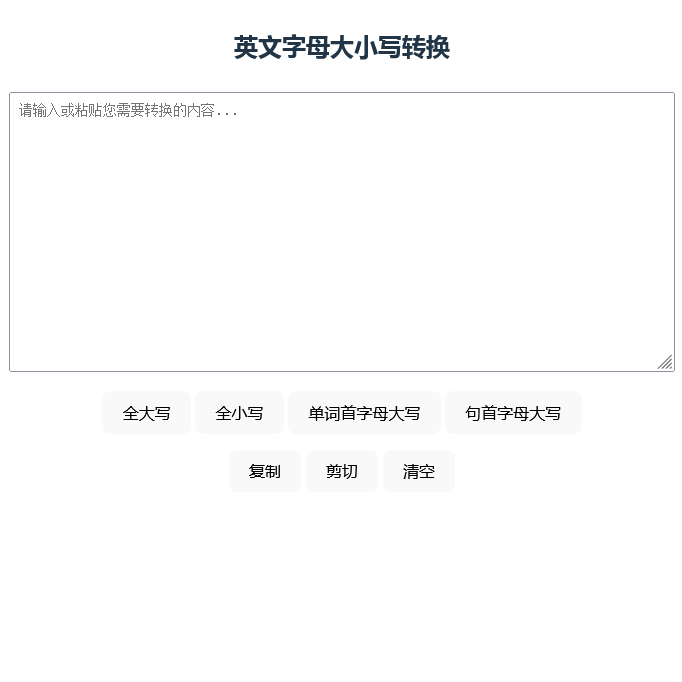 英文字母大小写转换
请输入或粘贴您需要转换的内容...
全大写 全小写 单词首字母大写 句首字母大写
复制 剪切 清空